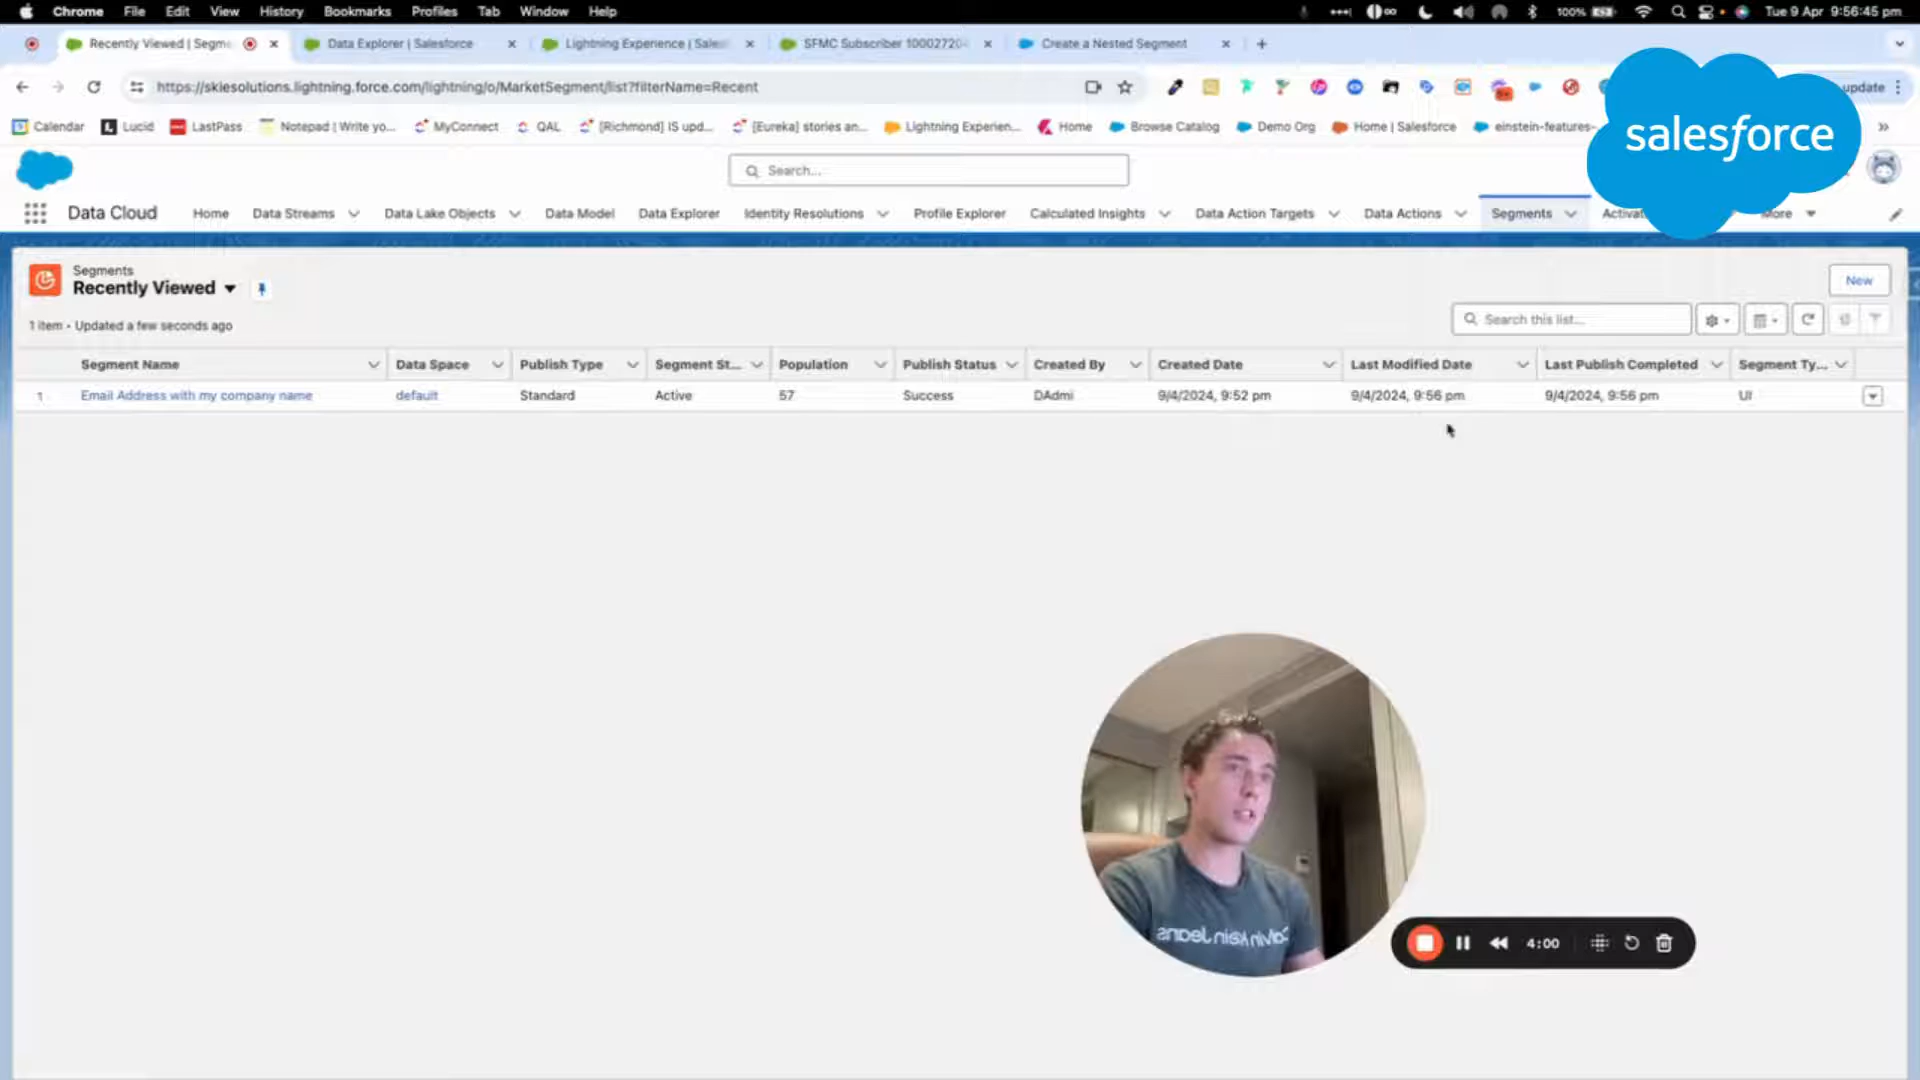 Chrome File Edit View History Bookmarks Profiles Tab Window Help 100% Tue 9 Apr 9:56:45 pm
Recently Viewed | Segm
Data Explorer | Salesforce
Lightning Experience | Sales
SFMC Subscriber 10002720
Create a Nested Segment
https://skiesolutions.lightning.force.com/lightning/o/MarketSegment/list?filterName=Recent
update
Calendar Lucid LastPass Notepad | Write yo... MyConnect QAL [Richmond] IS upd... [Eureka] stories an... Lightning Experien... Home Browse Catalog Demo Org Home | Salesforce einstein-features-
salesforce
Search...
Data Cloud Home Data Streams Data Lake Objects Data Model Data Explorer Identity Resolutions Profile Explorer Calculated Insights Data Action Targets Data Actions Segments Activat More
Segments
Recently Viewed
New
1 item • Updated a few seconds ago
Search this list...
Segment Name Data Space Publish Type Segment St... Population Publish Status Created By Created Date Last Modified Date Last Publish Completed Segment Ty...
1 Email Address with my company name default Standard Active 57 Success DAdmi 9/4/2024, 9:52 pm 9/4/2024, 9:56 pm 9/4/2024, 9:56 pm UI
Calvin Klein Jeans
4:00